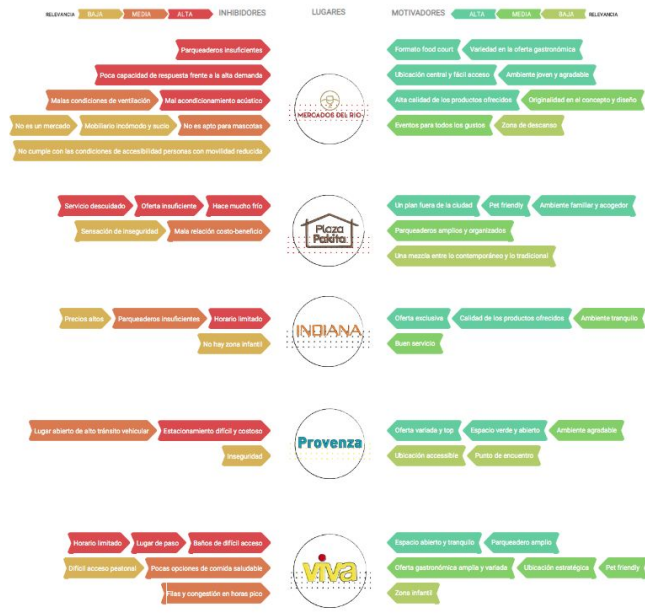 RELEVANCIA BAJA MEDIA ALTA INHIBIDORES LUGARES MOTIVADORES ALTA MEDIA BAJA RELEVANCIA
Parqueaderos insuficientes Formato food court Variedad en la oferta gastronómica
Poca capacidad de respuesta frente a la alta demanda Ubicación central y fácil acceso Ambiente joven y agradable
Malas condiciones de ventilación Mal acondicionamiento acústico MERCADOS DEL RIO Alta calidad de los productos ofrecidos Originalidad en el concepto y diseño
No es un mercado Mobiliario incómodo y sucio No es apto para mascotas Eventos para todos los gustos Zona de descanso
No cumple con las condiciones de accesibilidad personas con movilidad reducida
Servicio descuidado Oferta insuficiente Hace mucho frío Un plan fuera de la ciudad Pet friendly Ambiente familiar y acogedor
Sensación de inseguridad Mala relación costo-beneficio Plaza Parqueaderos amplios y organizados
Una mezcla entre lo contemporáneo y lo tradicional
Precios altos Parqueaderos insuficientes Horario limitado INDIANA Oferta exclusiva Calidad de los productos ofrecidos Ambiente tranquilo
No hay zona infantil Buen servicio
Lugar abierto de alto tránsito vehicular Estacionamiento difícil y costoso Provenza Oferta variada y top Espacio verde y abierto Ambiente agradable
Inseguridad Ubicación accessible Punto de encuentro
Horario limitado Lugar de paso Baños de difícil acceso Espacio abierto y tranquilo Parqueedero amplio
Difícil acceso peatonal Pocas opciones de comida saludable viva Oferta gastronómica amplia y variada Ubicación estratégica Pet friendly
Filas y congestión en horas pico Zona infantil